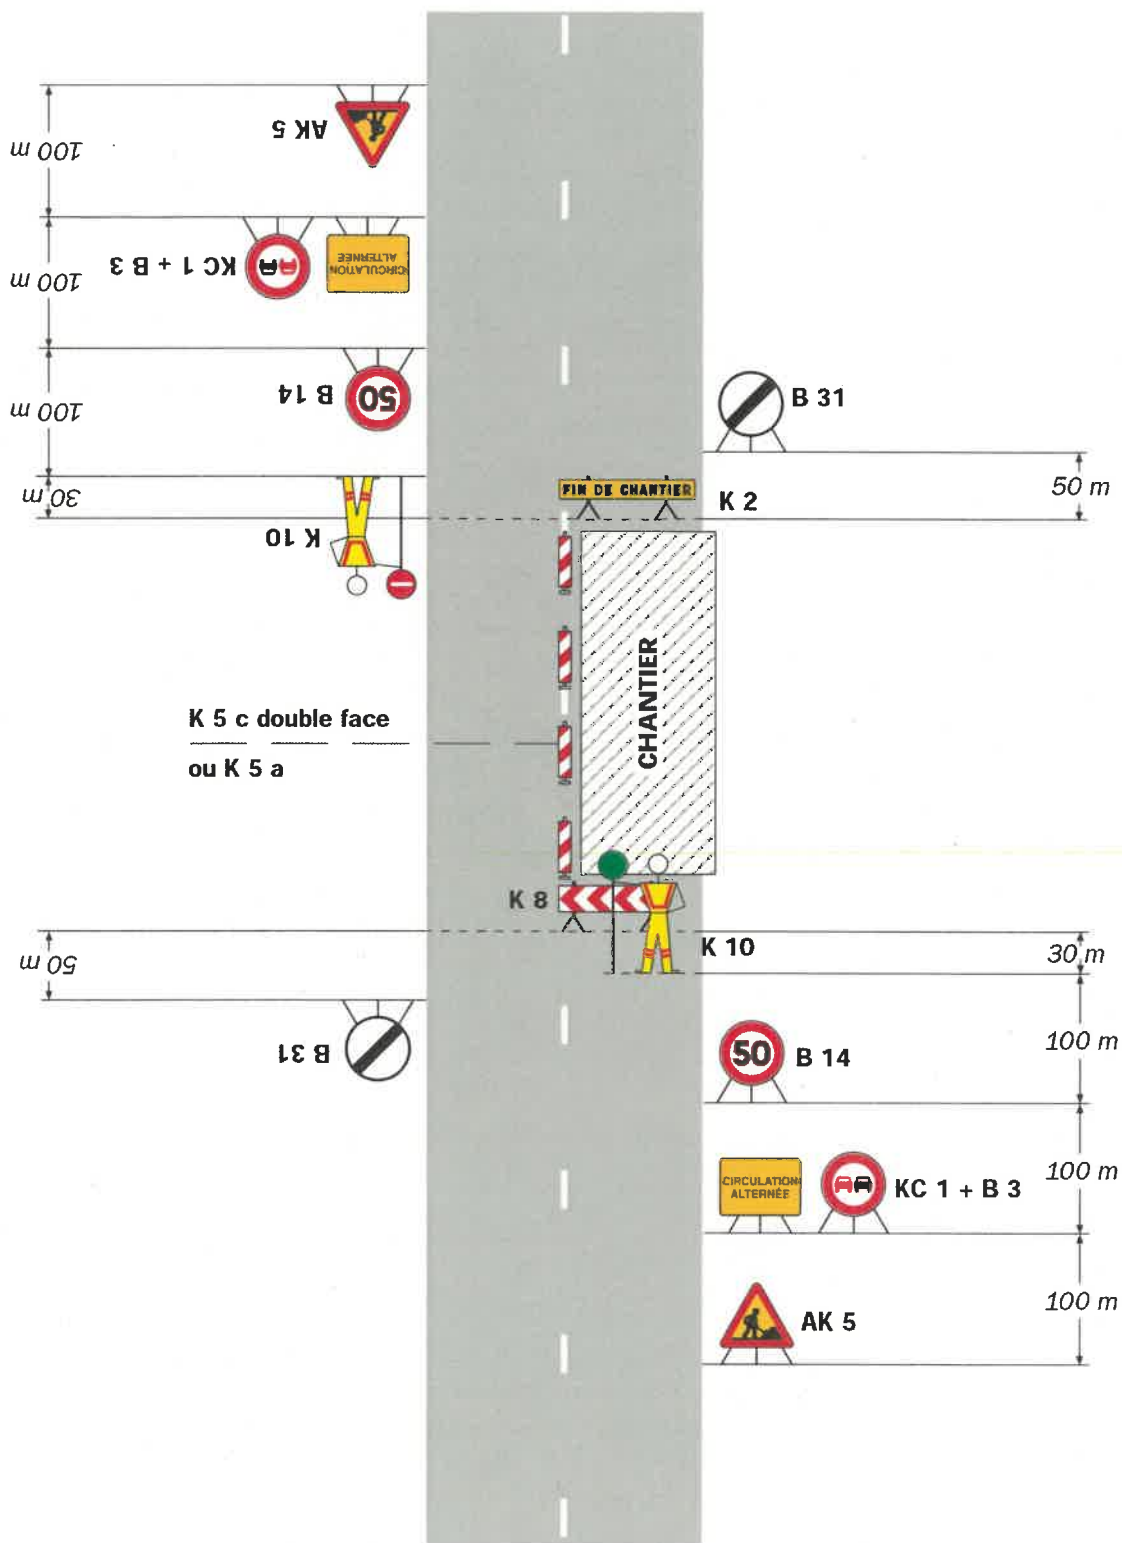 AK 5
100 m
KC 1 + B 3
CIRCULATION
ALTERNÉE
100 m
B 14
50
100 m
B 31
50 m
30 m
K 10
FIN DE CHANTIER
K 2
K 5 c double face
ou K 5 a
CHANTIER
K 8
K 10
30 m
50 m
B 31
50
B 14
100 m
CIRCULATION
ALTERNÉE
KC 1 + B 3
100 m
AK 5
100 m